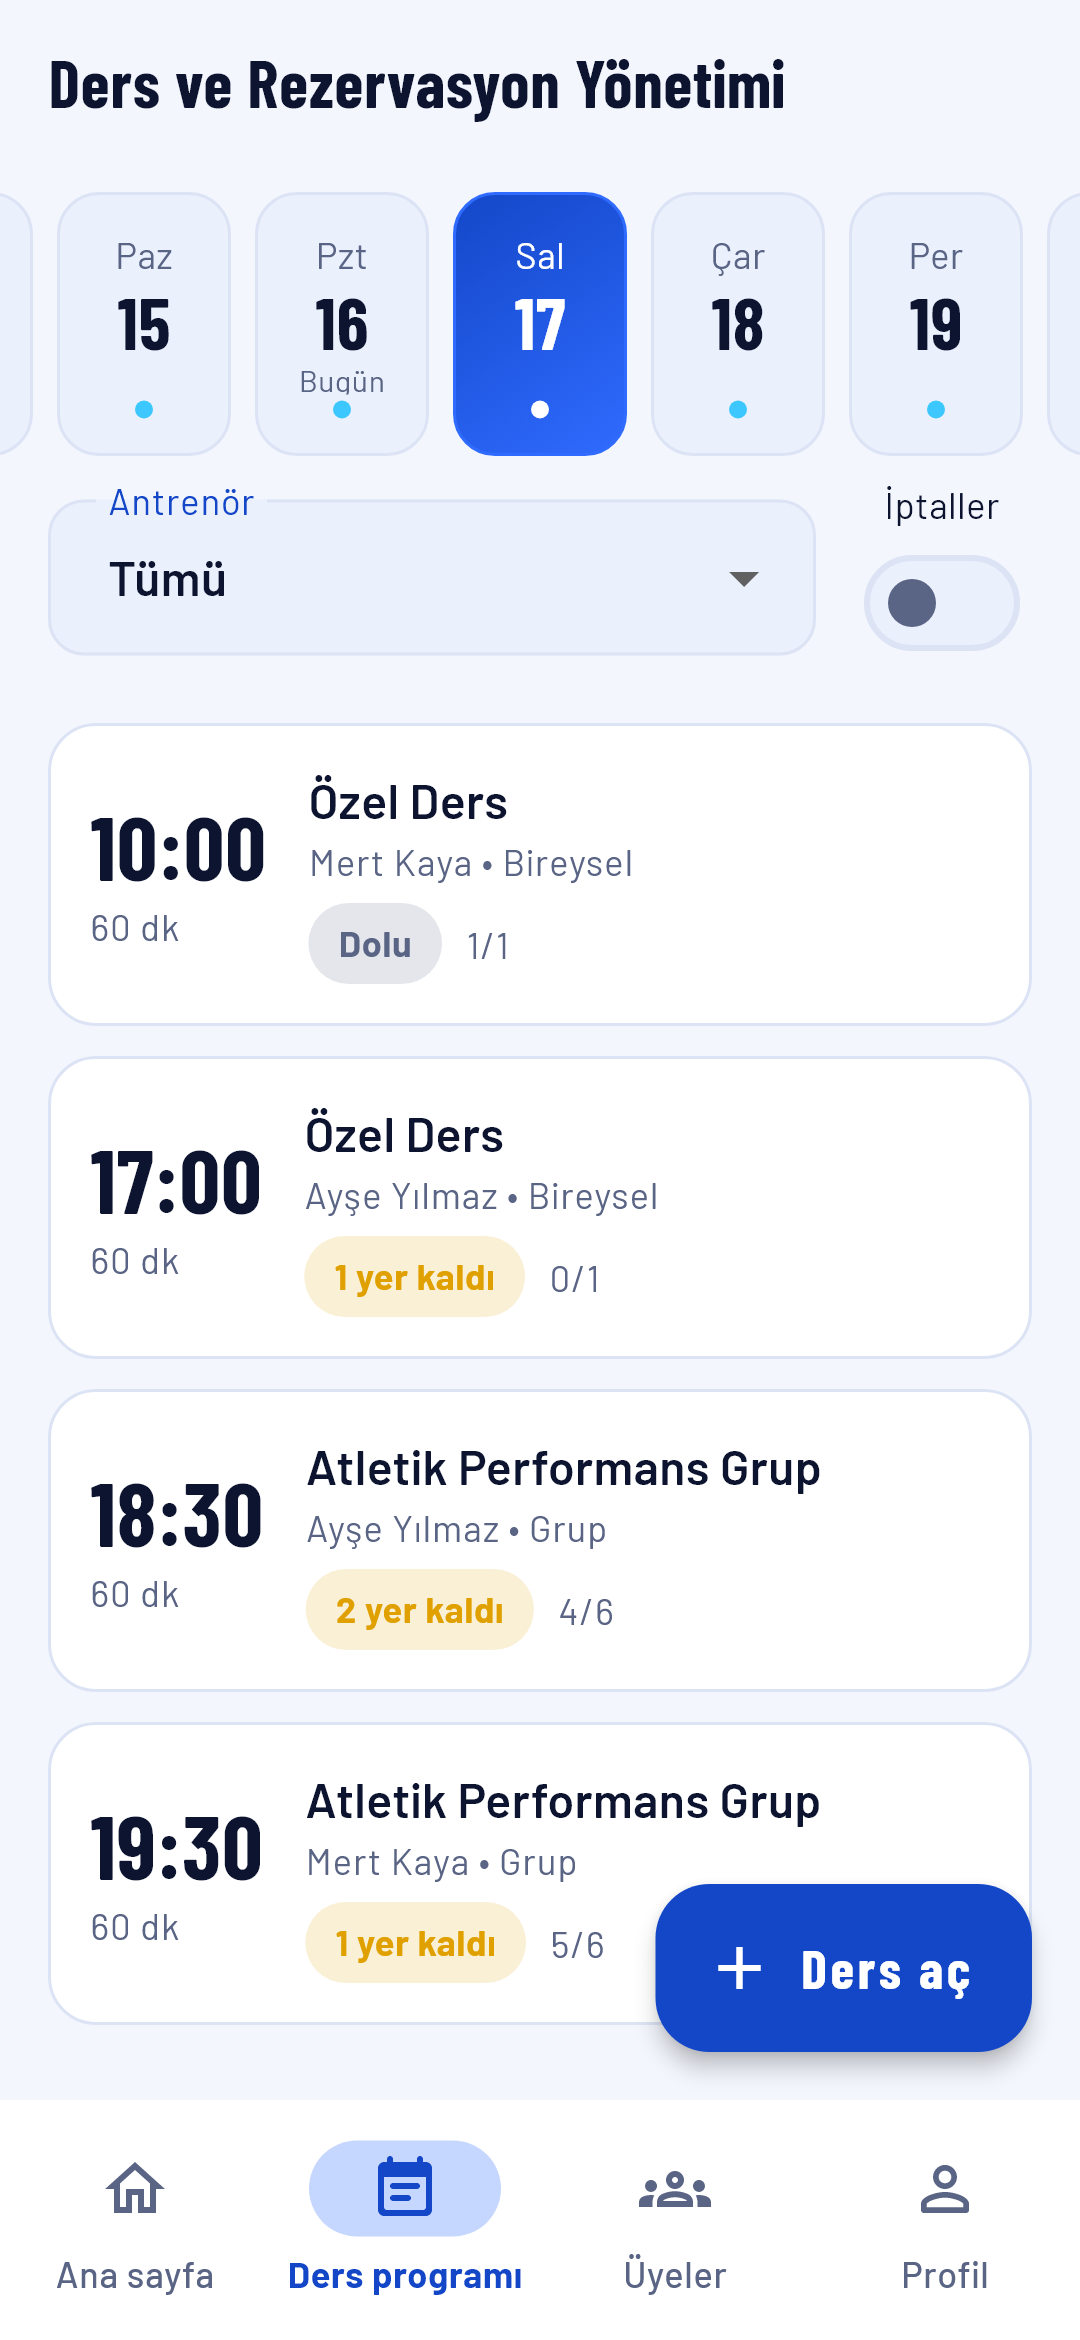 Ders ve Rezervasyon Yönetimi
Paz
15
Pzt
16
Bugün
Sal
17
Çar
18
Per
19
Antrenör
Tümü
İptaller
10:00
60 dk
Özel Ders
Mert Kaya • Bireysel
Dolu
1/1
17:00
60 dk
Özel Ders
Ayşe Yılmaz • Bireysel
1 yer kaldı
0/1
18:30
60 dk
Atletik Performans Grup
Ayşe Yılmaz • Grup
2 yer kaldı
4/6
19:30
60 dk
Atletik Performans Grup
Mert Kaya • Grup
1 yer kaldı
5/6
+ Ders aç
Ana sayfa
Ders programı
Üyeler
Profil